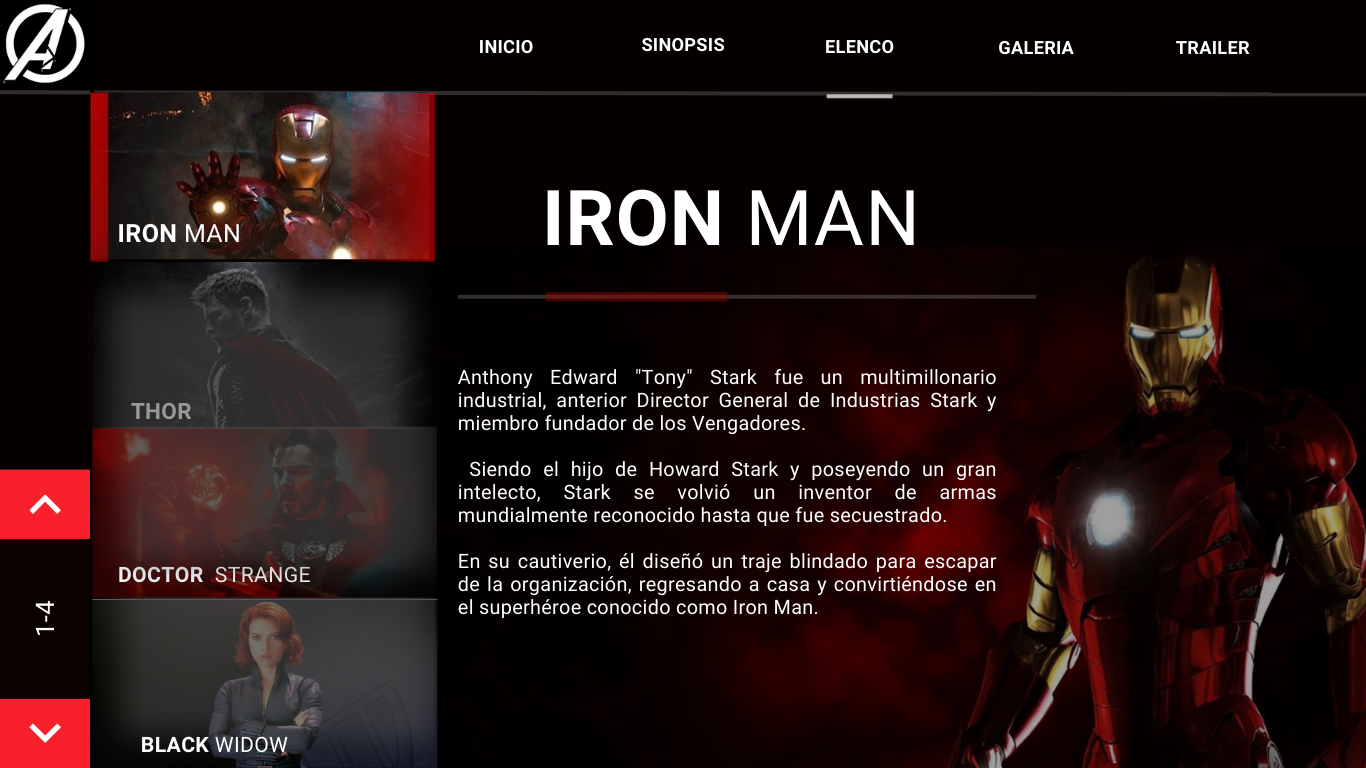 INICIO SINOPSIS ELENCO GALERIA TRAILER
IRON MAN
THOR
DOCTOR STRANGE
BLACK WIDOW
1-4
IRON MAN
Anthony Edward "Tony" Stark fue un multimillonario
industrial, anterior Director General de Industrias Stark y
miembro fundador de los Vengadores.
Siendo el hijo de Howard Stark y poseyendo un gran
intelecto, Stark se volvió un inventor de armas
mundialmente reconocido hasta que fue secuestrado.
En su cautiverio, él diseñó un traje blindado para escapar
de la organización, regresando a casa y convirtiéndose en
el superhéroe conocido como Iron Man.